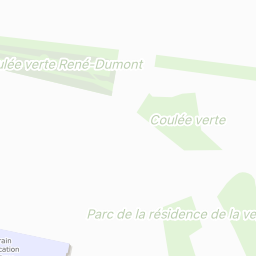 ulée verte René-Dumont
Coulée verte
Parc de la résidence de la ve
rain
cation